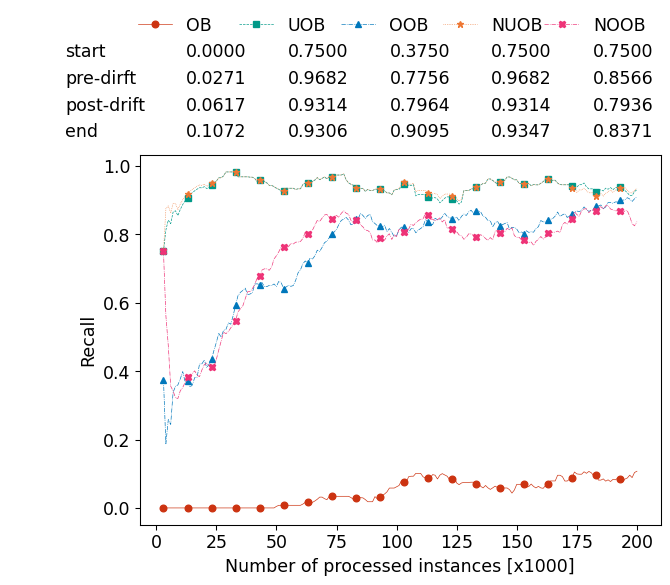 OB UOB OOB NUOB NOOB
start 0.0000 0.7500 0.3750 0.7500 0.7500
pre-dirft 0.0271 0.9682 0.7756 0.9682 0.8566
post-drift 0.0617 0.9314 0.7964 0.9314 0.7936
end 0.1072 0.9306 0.9095 0.9347 0.8371
1.0
0.8
0.6
0.4
0.2
0.0
Recall
0 25 50 75 100 125 150 175 200
Number of processed instances [x1000]